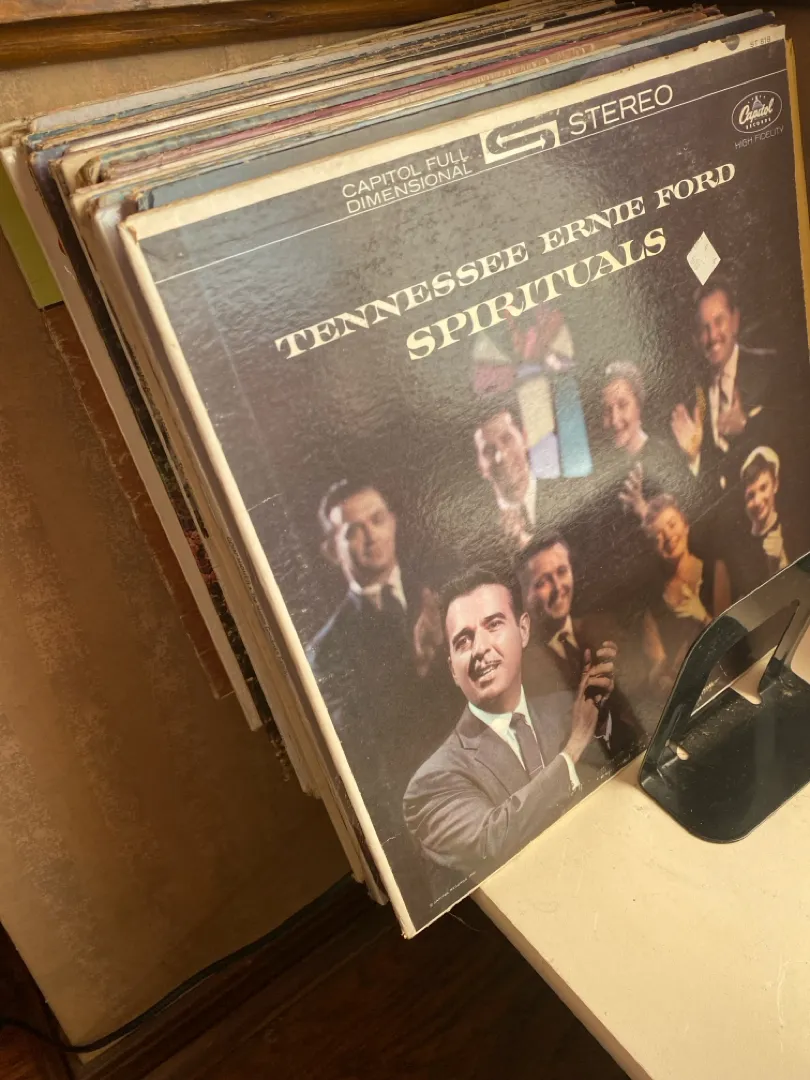 CAPITOL FULL
DIMENSIONAL
STEREO
Capitol
RECORDS
HIGH FIDELITY
TENNESSEE ERNIE FORD
SPIRITUALS